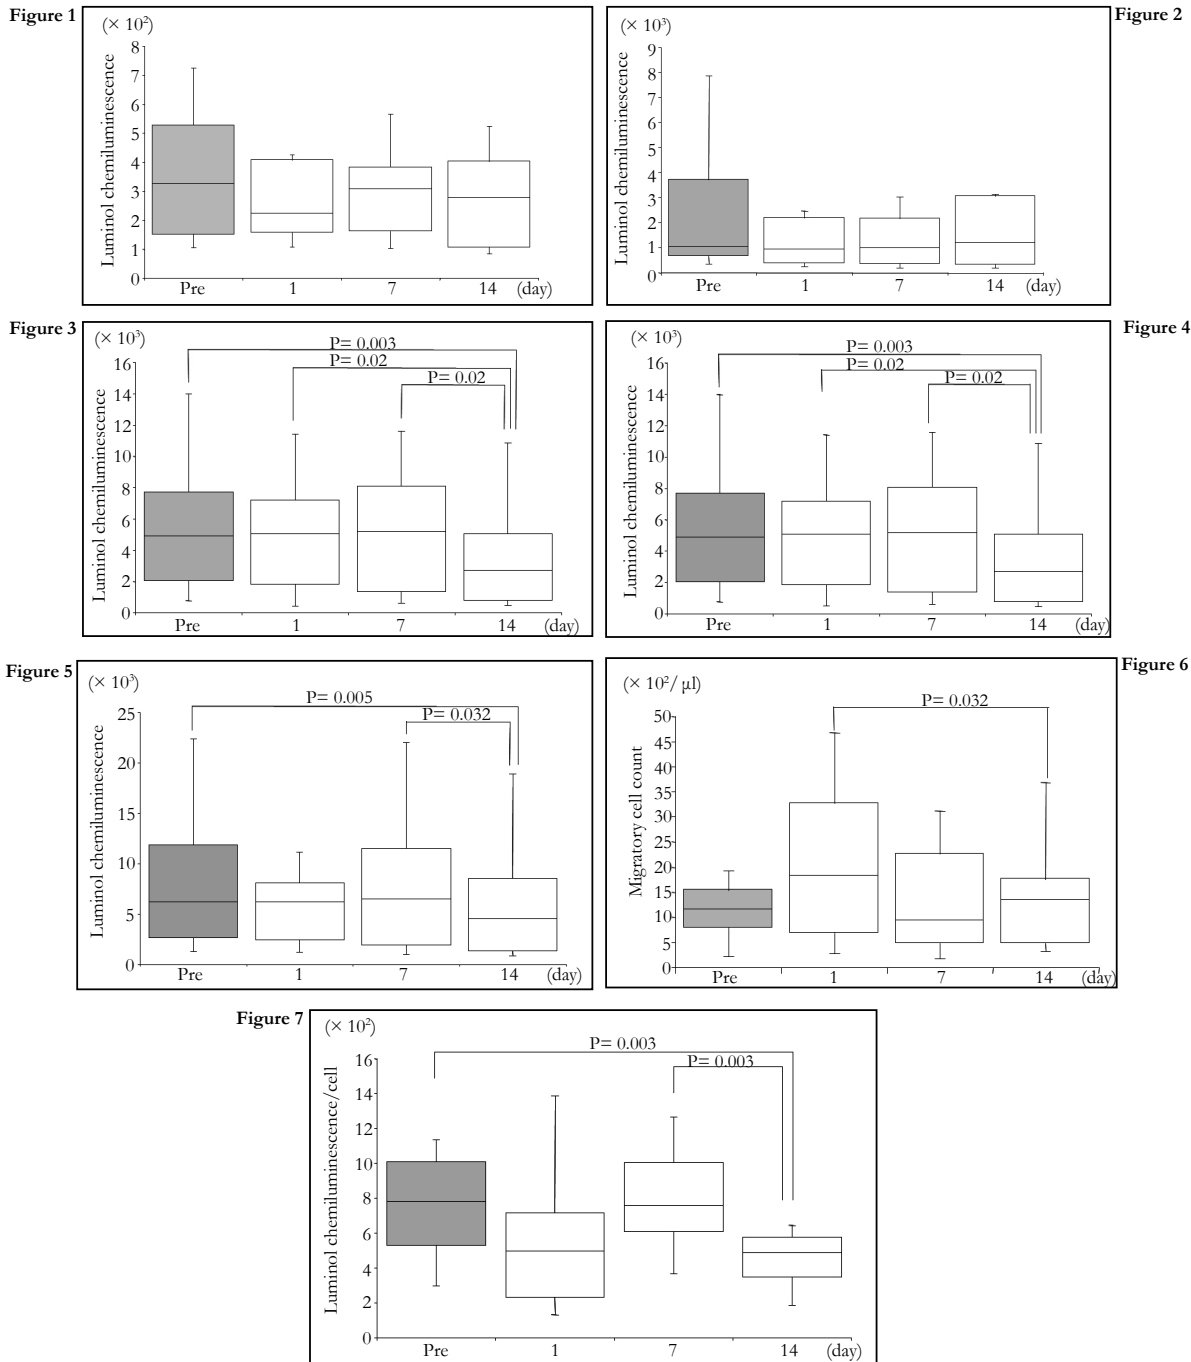 Figure 1
(× 10²)
Luminol chemiluminescence
8
7
6
5
4
3
2
1
0
Pre 1 7 14 (day)
Figure 2
(× 10³)
Luminol chemiluminescence
9
8
7
6
5
4
3
2
1
0
Pre 1 7 14 (day)
Figure 3
(× 10³)
Luminol chemiluminescence
P= 0.003
P= 0.02
P= 0.02
16
14
12
10
8
6
4
2
0
Pre 1 7 14 (day)
Figure 4
(× 10³)
Luminol chemiluminescence
P= 0.003
P= 0.02
P= 0.02
16
14
12
10
8
6
4
2
0
Pre 1 7 14 (day)
Figure 5
(× 10³)
Luminol chemiluminescence
P= 0.005
P= 0.032
25
20
15
10
5
0
Pre 1 7 14 (day)
Figure 6
(× 10²/ μl)
Migratory cell count
P= 0.032
50
45
40
35
30
25
20
15
10
5
0
Pre 1 7 14 (day)
Figure 7
(× 10²)
Luminol chemiluminescence/cell
P= 0.003
P= 0.003
16
14
12
10
8
6
4
2
0
Pre 1 7 14 (day)